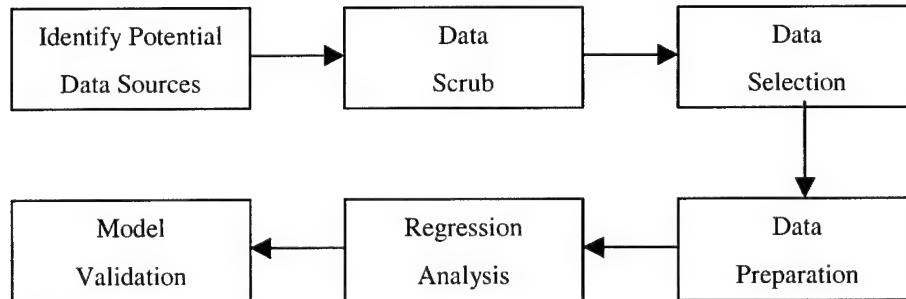 Identify Potential
Data Sources
Data
Scrub
Data
Selection
Data
Preparation
Regression
Analysis
Model
Validation